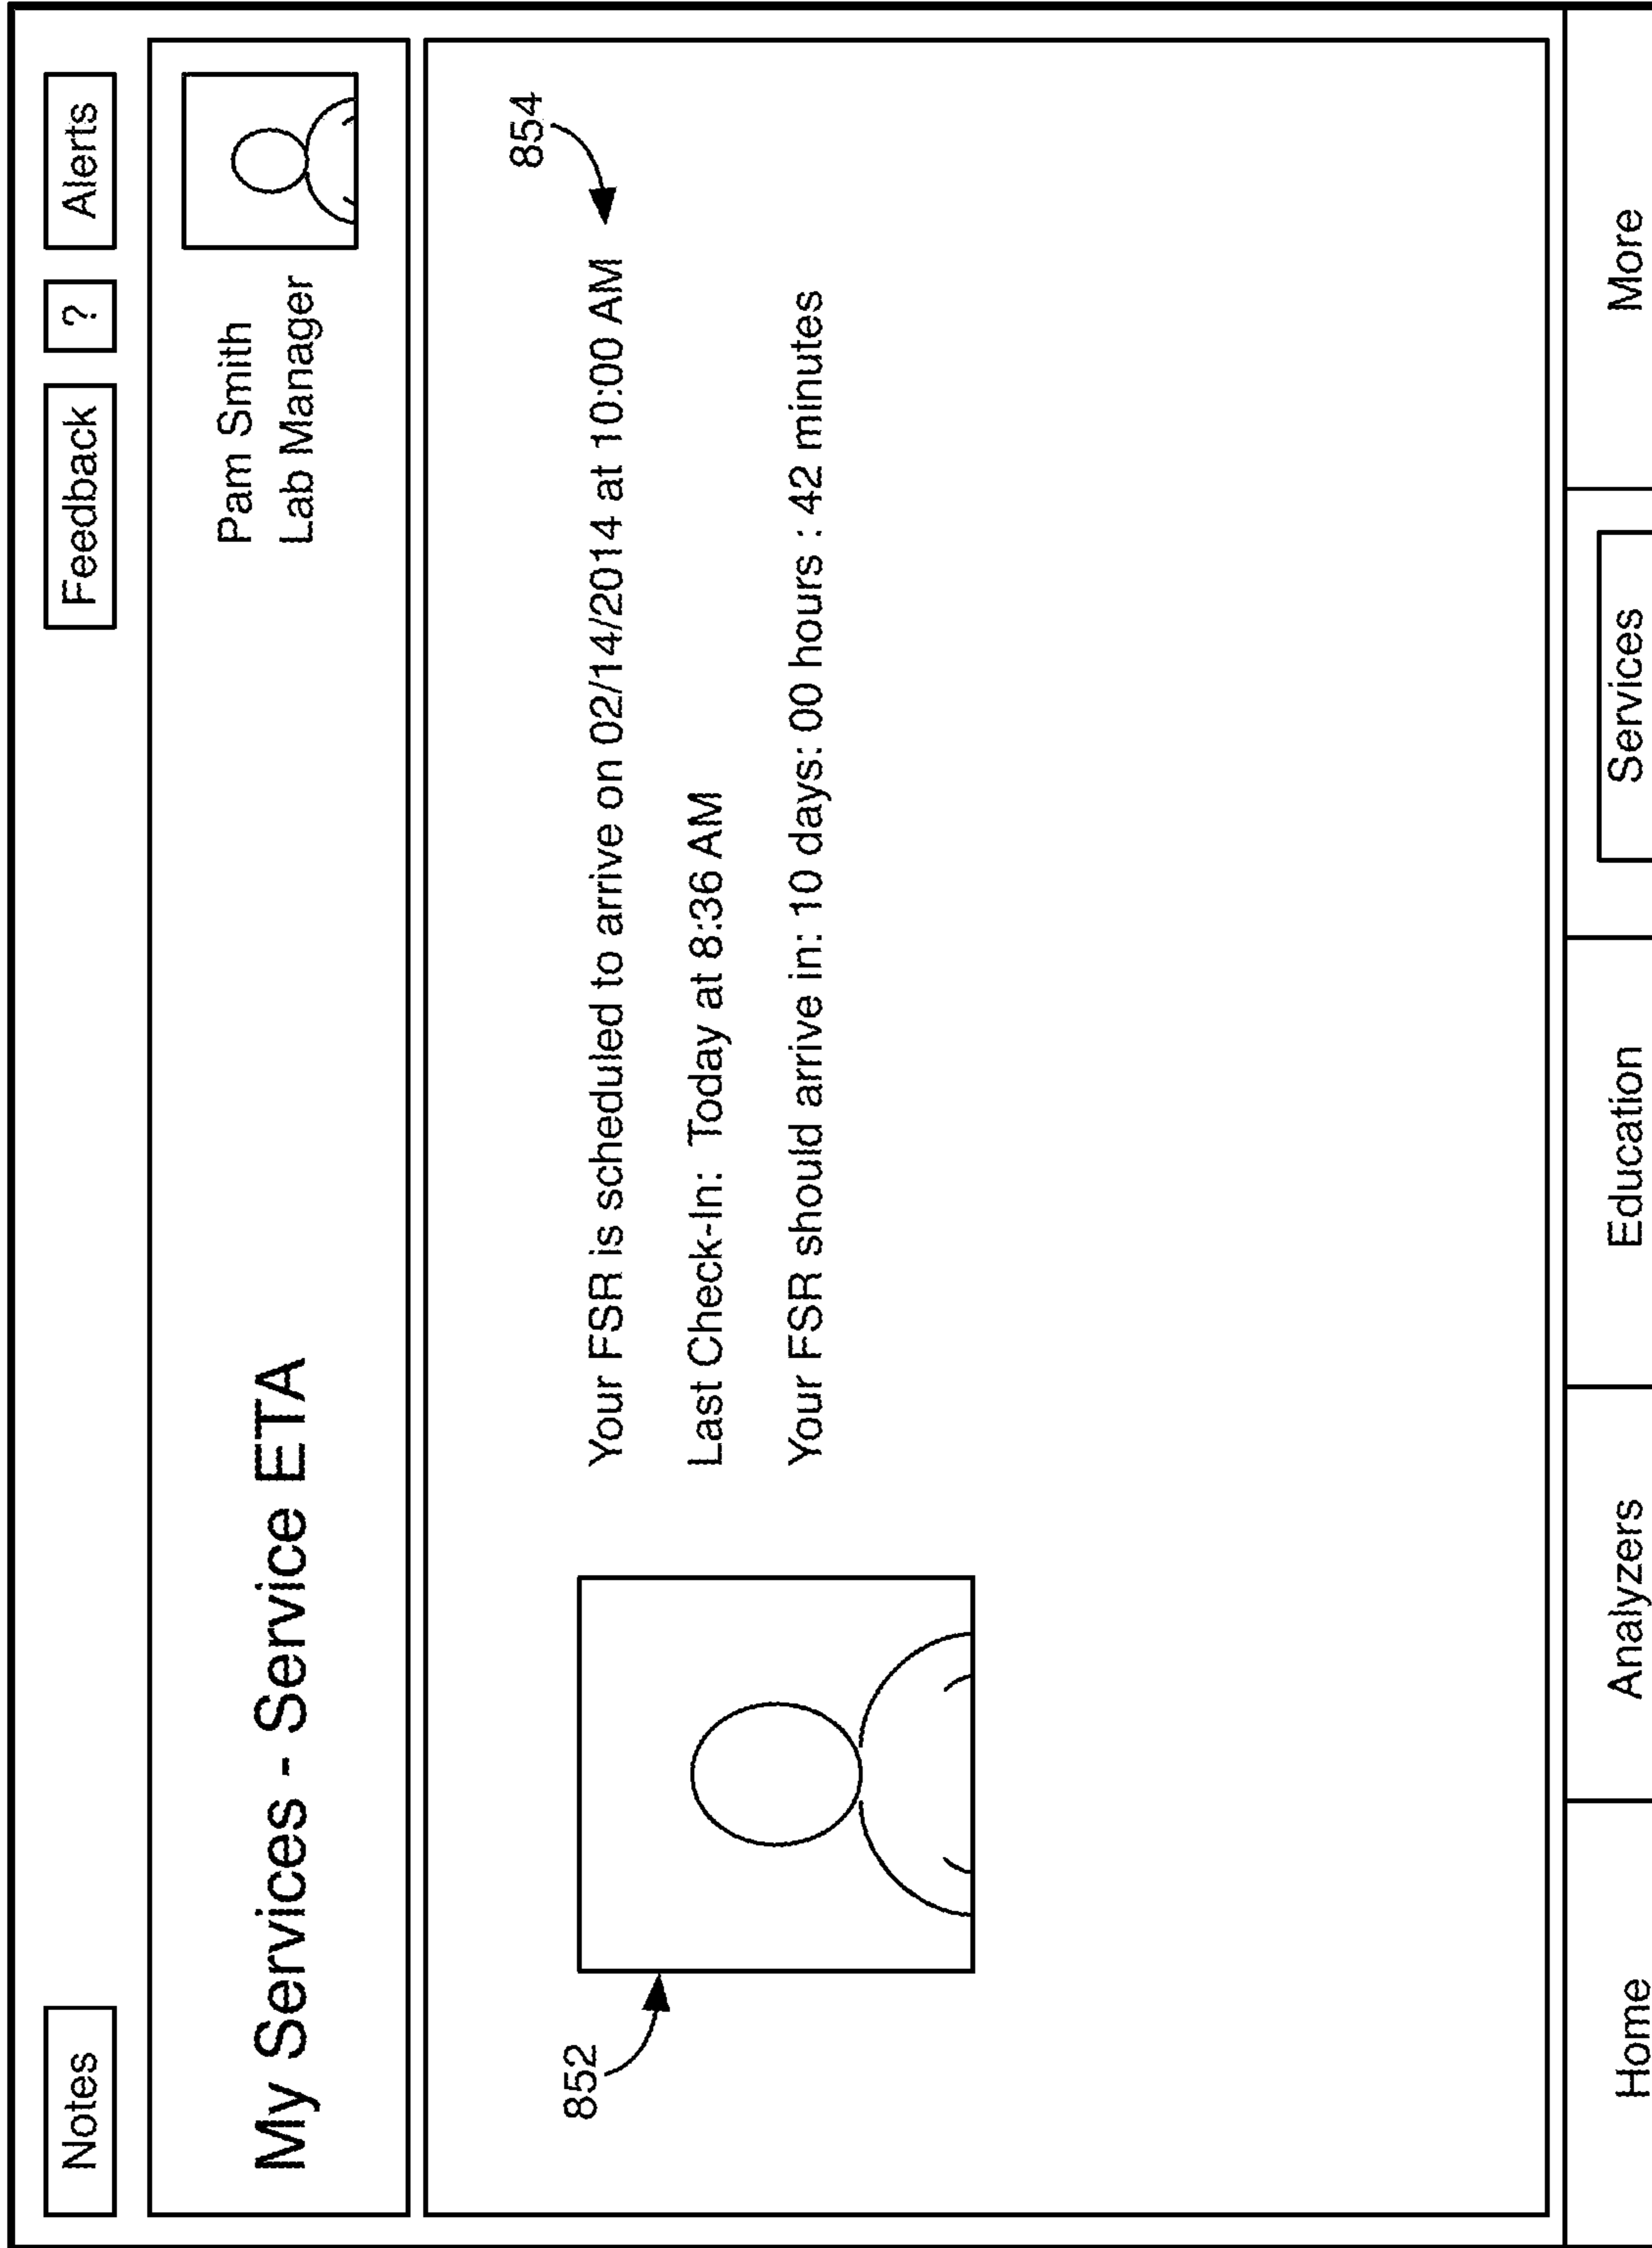 Notes
Feedback
?
Alerts
My Services - Service ETA
Pam Smith
Lab Manager
852
854
Your FSR is scheduled to arrive on 02/14/2014 at 10:00 AM
Last Check-In: Today at 8:36 AM
Your FSR should arrive in: 10 days: 00 hours : 42 minutes
Home
Analyzers
Education
Services
More